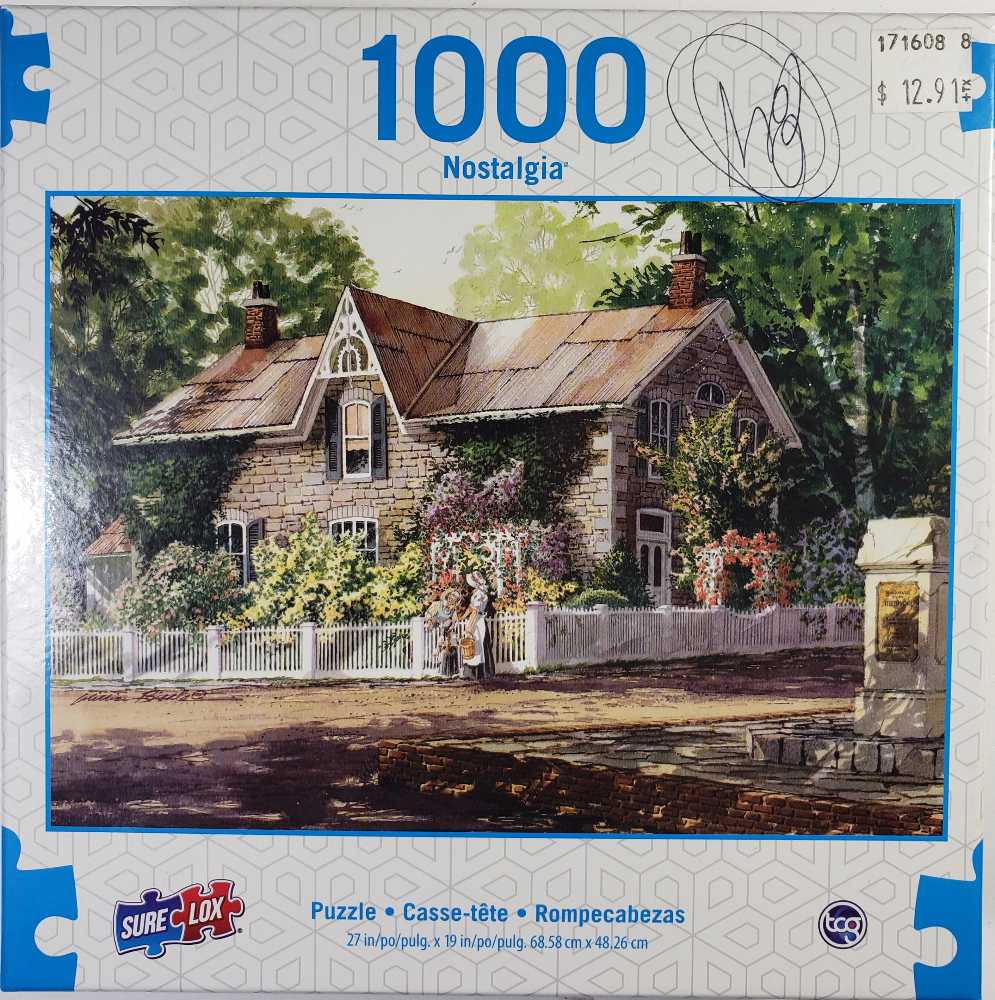 1000
Nostalgia
171608 8
$ 12.91
+TX
SURE LOX
Puzzle • Casse-tête • Rompecabezas
27 in/po/pulg. x 19 in/po/pulg. 68.58 cm x 48.26 cm
tcg